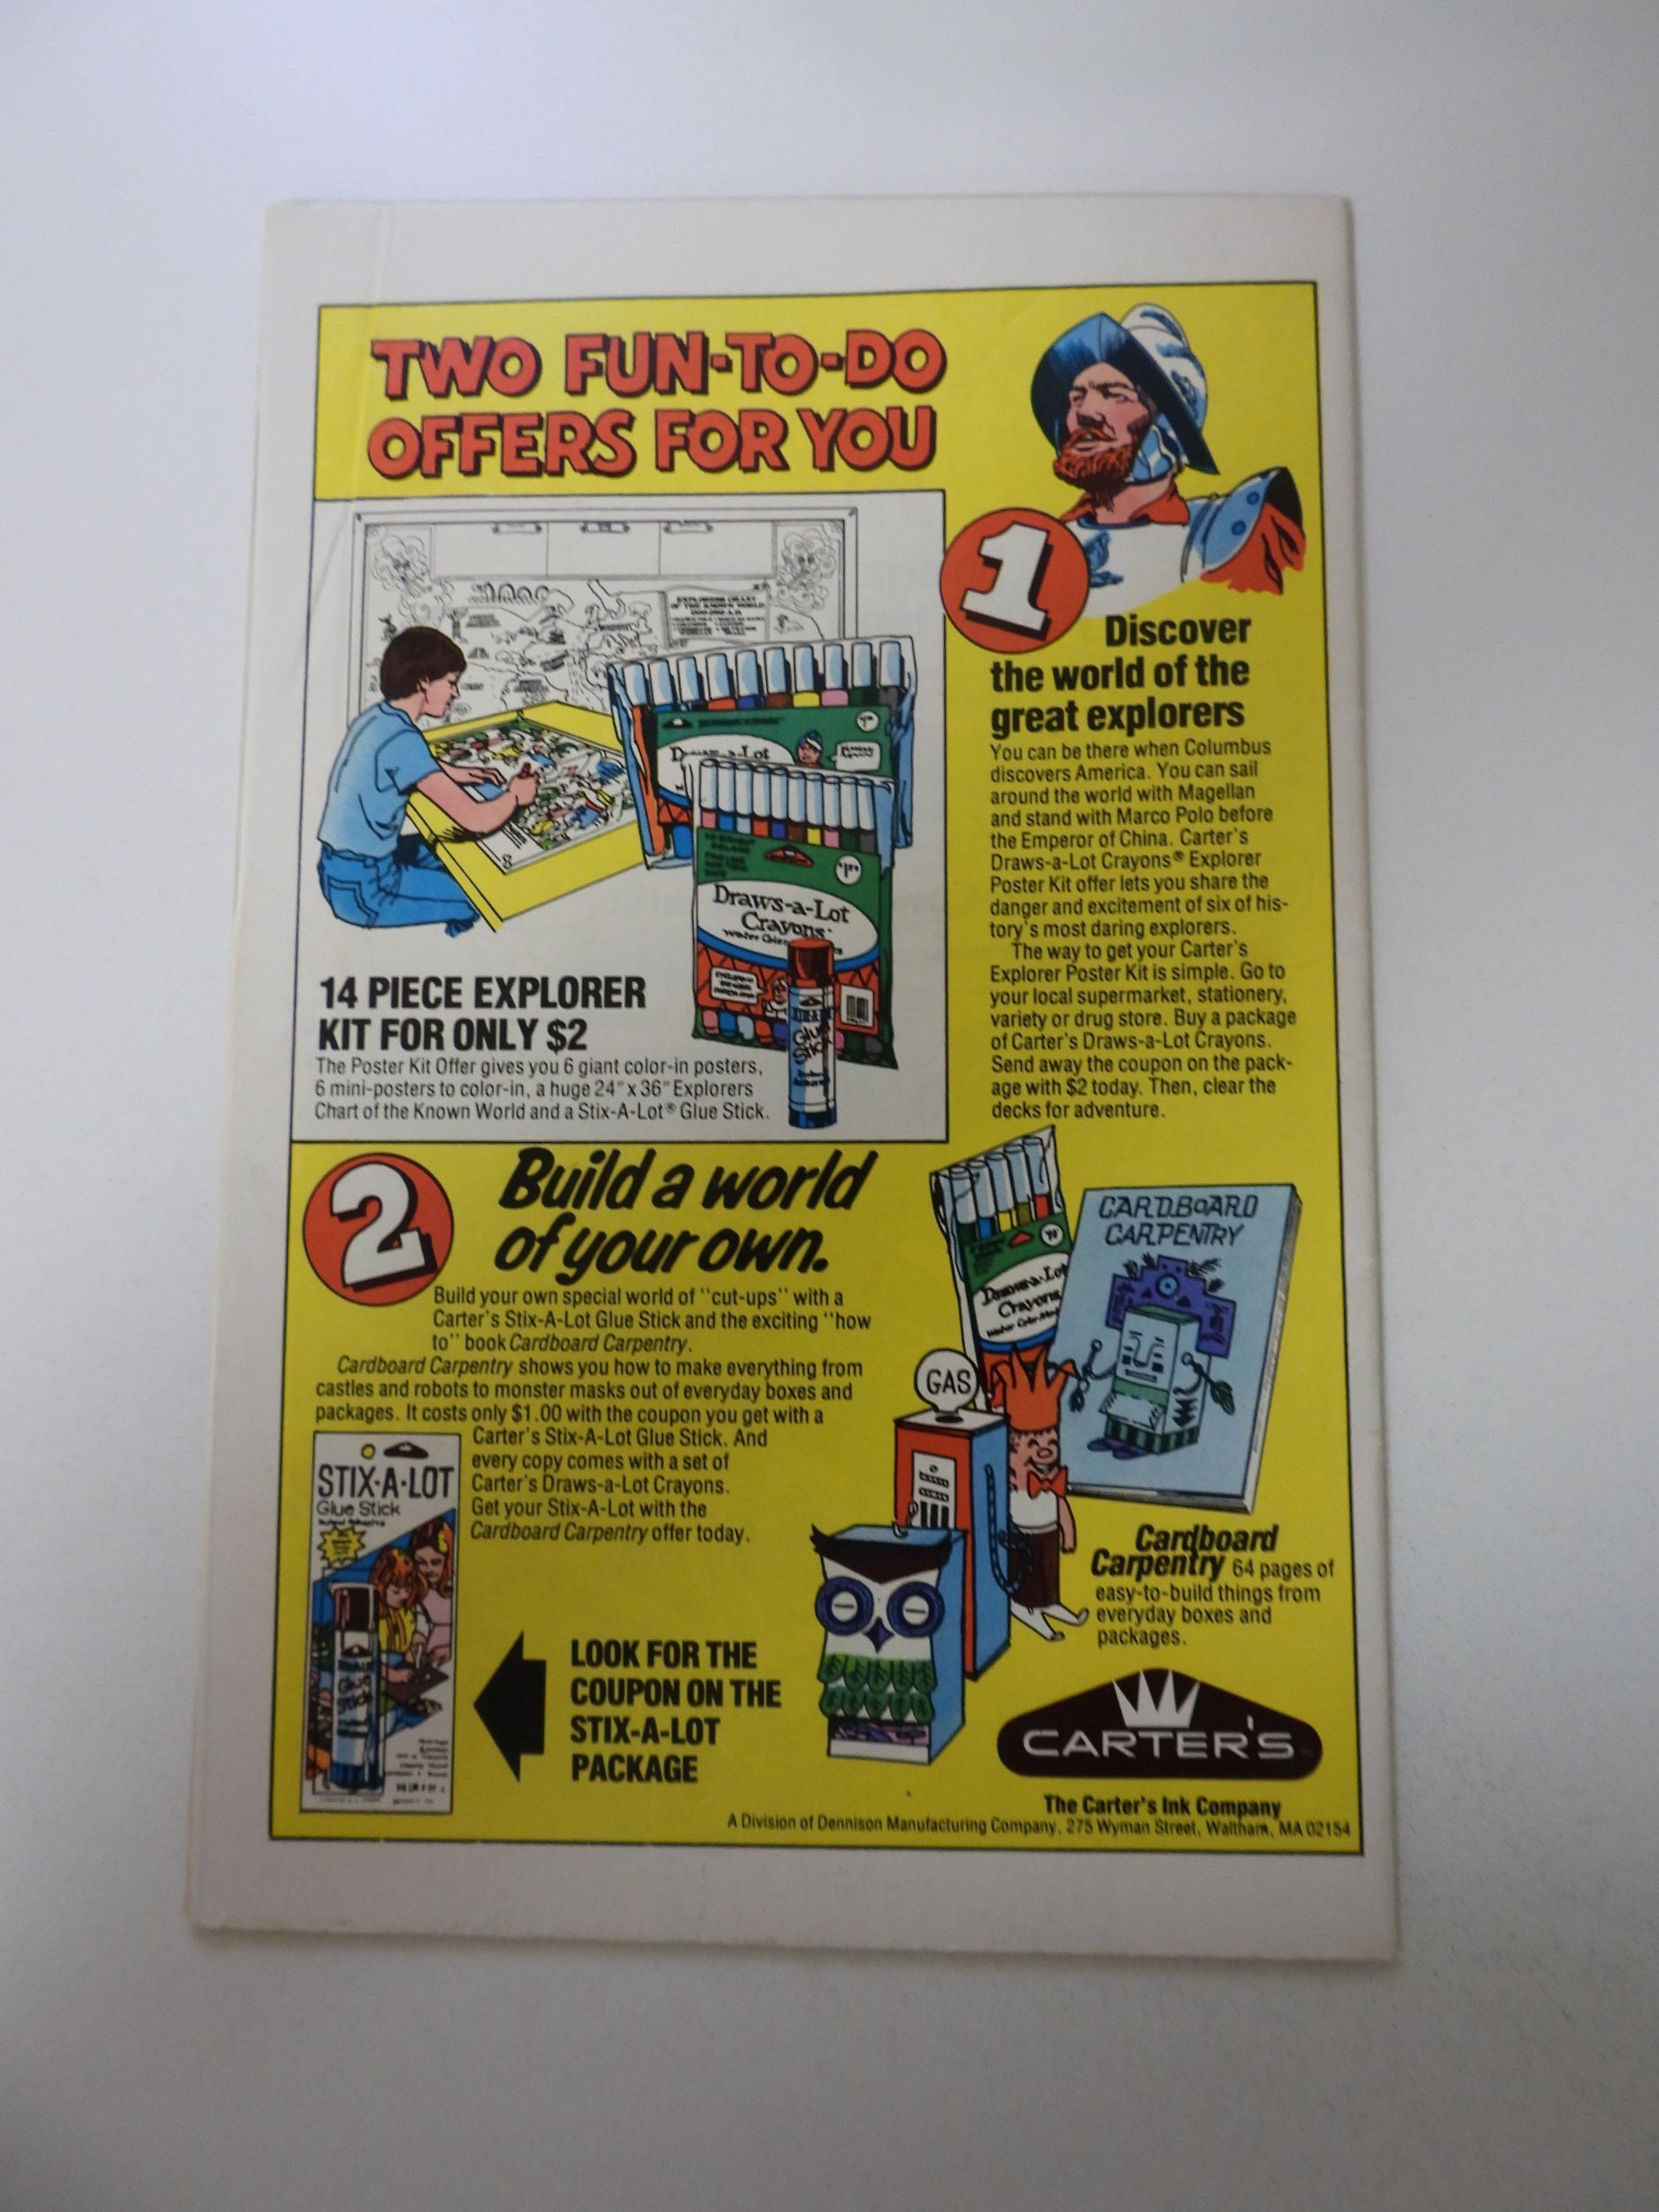 TWO FUN-TO-DO
OFFERS FOR YOU
1
Discover
the world of the
great explorers
You can be there when Columbus
discovers America. You can sail
around the world with Magellan
and stand with Marco Polo before
the Emperor of China. Carter's
Draws-a-Lot Crayons® Explorer
Poster Kit offer lets you share the
danger and excitement of six of his-
tory's most daring explorers.
The way to get your Carter's
Explorer Poster Kit is simple. Go to
your local supermarket, stationery,
variety or drug store. Buy a package
of Carter's Draws-a-Lot Crayons.
Send away the coupon on the pack-
age with $2 today. Then, clear the
decks for adventure.
Draws-a-Lot
Crayons
14 PIECE EXPLORER
KIT FOR ONLY $2
The Poster Kit Offer gives you 6 giant color-in posters,
6 mini-posters to color-in, a huge 24" x 36" Explorers
Chart of the Known World and a Stix-A-Lot® Glue Stick.
2
Build a world
of your own.
Build your own special world of "cut-ups" with a
Carter's Stix-A-Lot Glue Stick and the exciting "how
to" book Cardboard Carpentry.
Cardboard Carpentry shows you how to make everything from
castles and robots to monster masks out of everyday boxes and
packages. It costs only $1.00 with the coupon you get with a
Carter's Stix-A-Lot Glue Stick. And
every copy comes with a set of
Carter's Draws-a-Lot Crayons.
Get your Stix-A-Lot with the
Cardboard Carpentry offer today.
STIX-A-LOT
Glue Stick
LOOK FOR THE
COUPON ON THE
STIX-A-LOT
PACKAGE
Draws-a-Lot
Crayons
CARDBOARD
CARPENTRY
GAS
Cardboard
Carpentry 64 pages of
easy-to-build things from
everyday boxes and
packages.
CARTER'S
The Carter's Ink Company
A Division of Dennison Manufacturing Company, 275 Wyman Street, Waltham, MA 02154